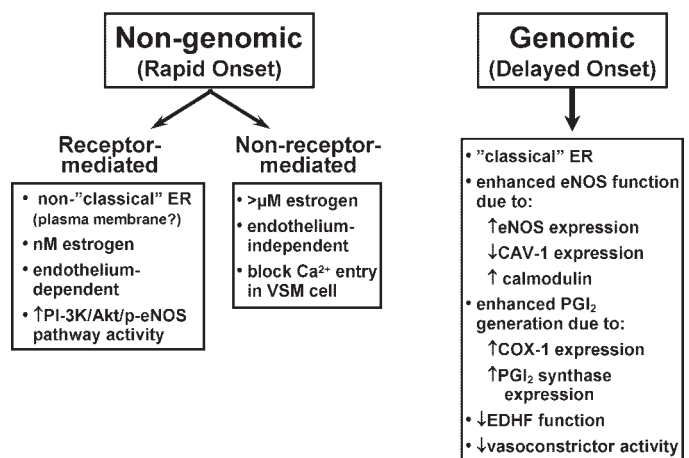 Non-genomic
(Rapid Onset)
Receptor-
mediated
• non-"classical" ER
(plasma membrane?)
• nM estrogen
• endothelium-
dependent
• ↑PI-3K/Akt/p-eNOS
pathway activity
Non-receptor-
mediated
• >µM estrogen
• endothelium-
independent
• block Ca²⁺ entry
in VSM cell
Genomic
(Delayed Onset)
• "classical" ER
• enhanced eNOS function
due to:
↑eNOS expression
↓CAV-1 expression
↑ calmodulin
• enhanced PGI₂
generation due to:
↑COX-1 expression
↑PGI₂ synthase
expression
• ↓EDHF function
• ↓vasoconstrictor activity